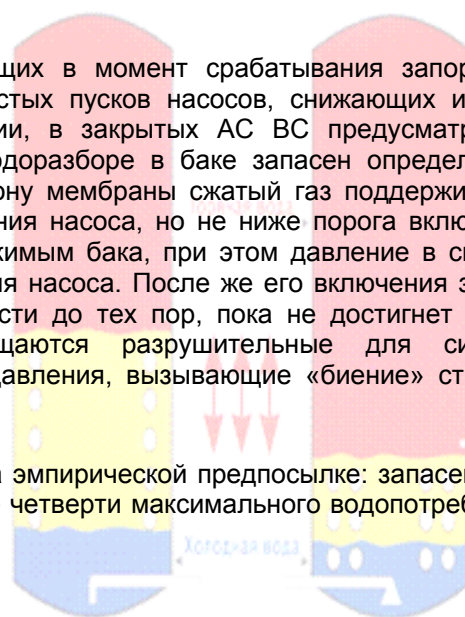 щих в момент срабатывания запор
стых пусков насосов, снижающих и
ии, в закрытых АС ВС предусматр
одоразборе в баке запасен определ
ону мембраны сжатый газ поддержи
ния насоса, но не ниже порога вклю
жимым бака, при этом давление в си
ия насоса. После же его включения з
сти до тех пор, пока не достигнет
щаются разрушительные для си
давления, вызывающие «биение» ст
а эмпирической предпосылке: запасен
четверти максимального водопотреб
Холодная вода